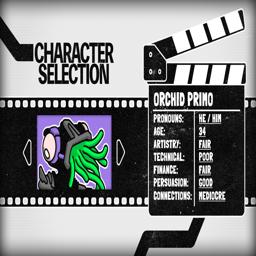 CHARACTER
SELECTION
ORCHID PRIMO
PRONOUNS: HE / HIM
AGE: 34
ARTISTRY: FAIR
TECHNICAL: POOR
FINANCE: FAIR
PERSUASION: GOOD
CONNECTIONS: MEDIOCRE